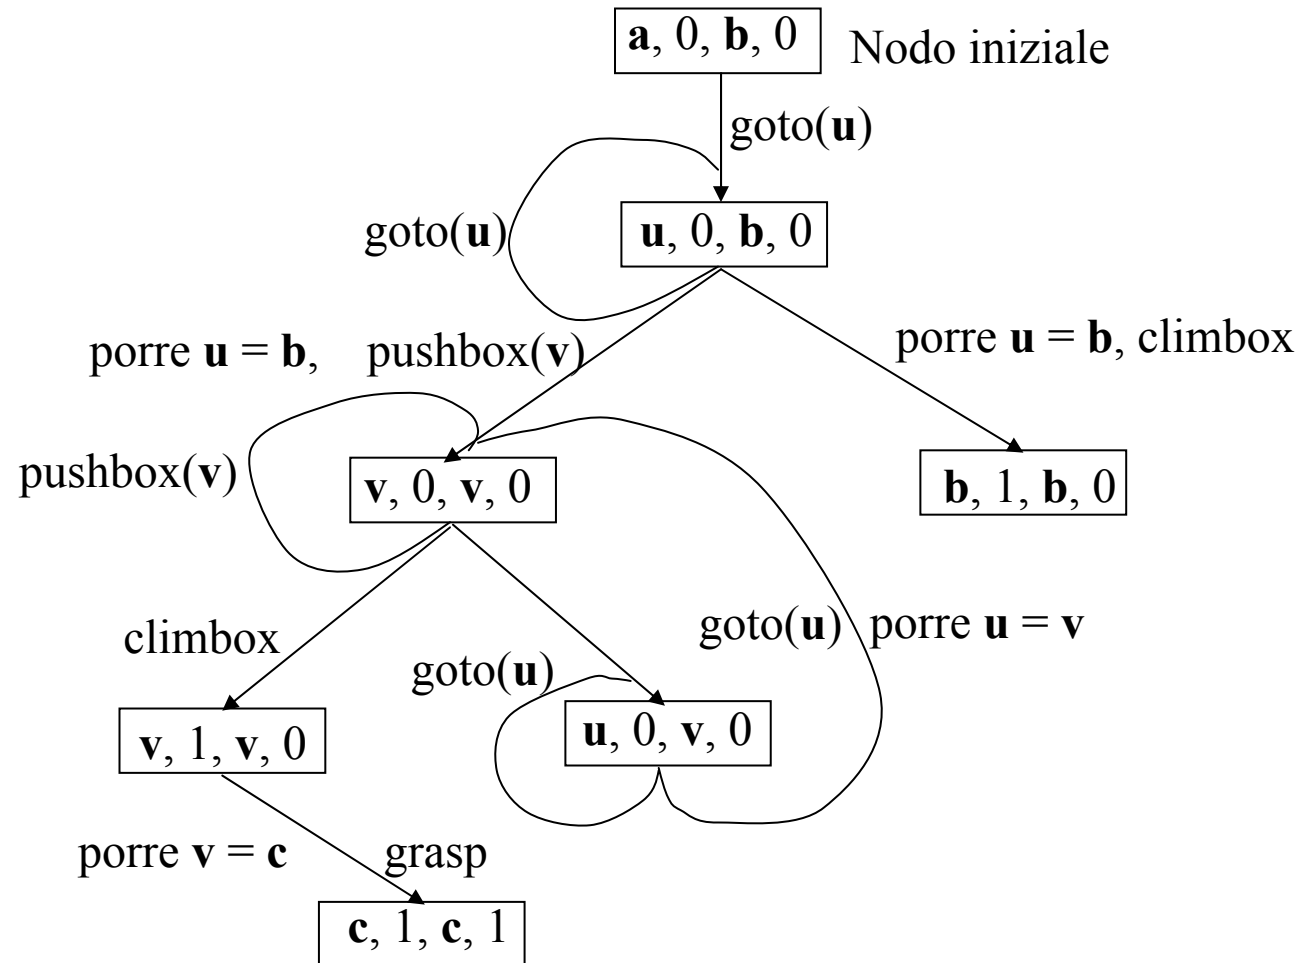 a, 0, b, 0
Nodo iniziale
goto(u)
goto(u)
u, 0, b, 0
porre u = b, pushbox(v)
porre u = b, climbox
pushbox(v)
v, 0, v, 0
b, 1, b, 0
climbox
goto(u)
goto(u) porre u = v
v, 1, v, 0
u, 0, v, 0
porre v = c
grasp
c, 1, c, 1